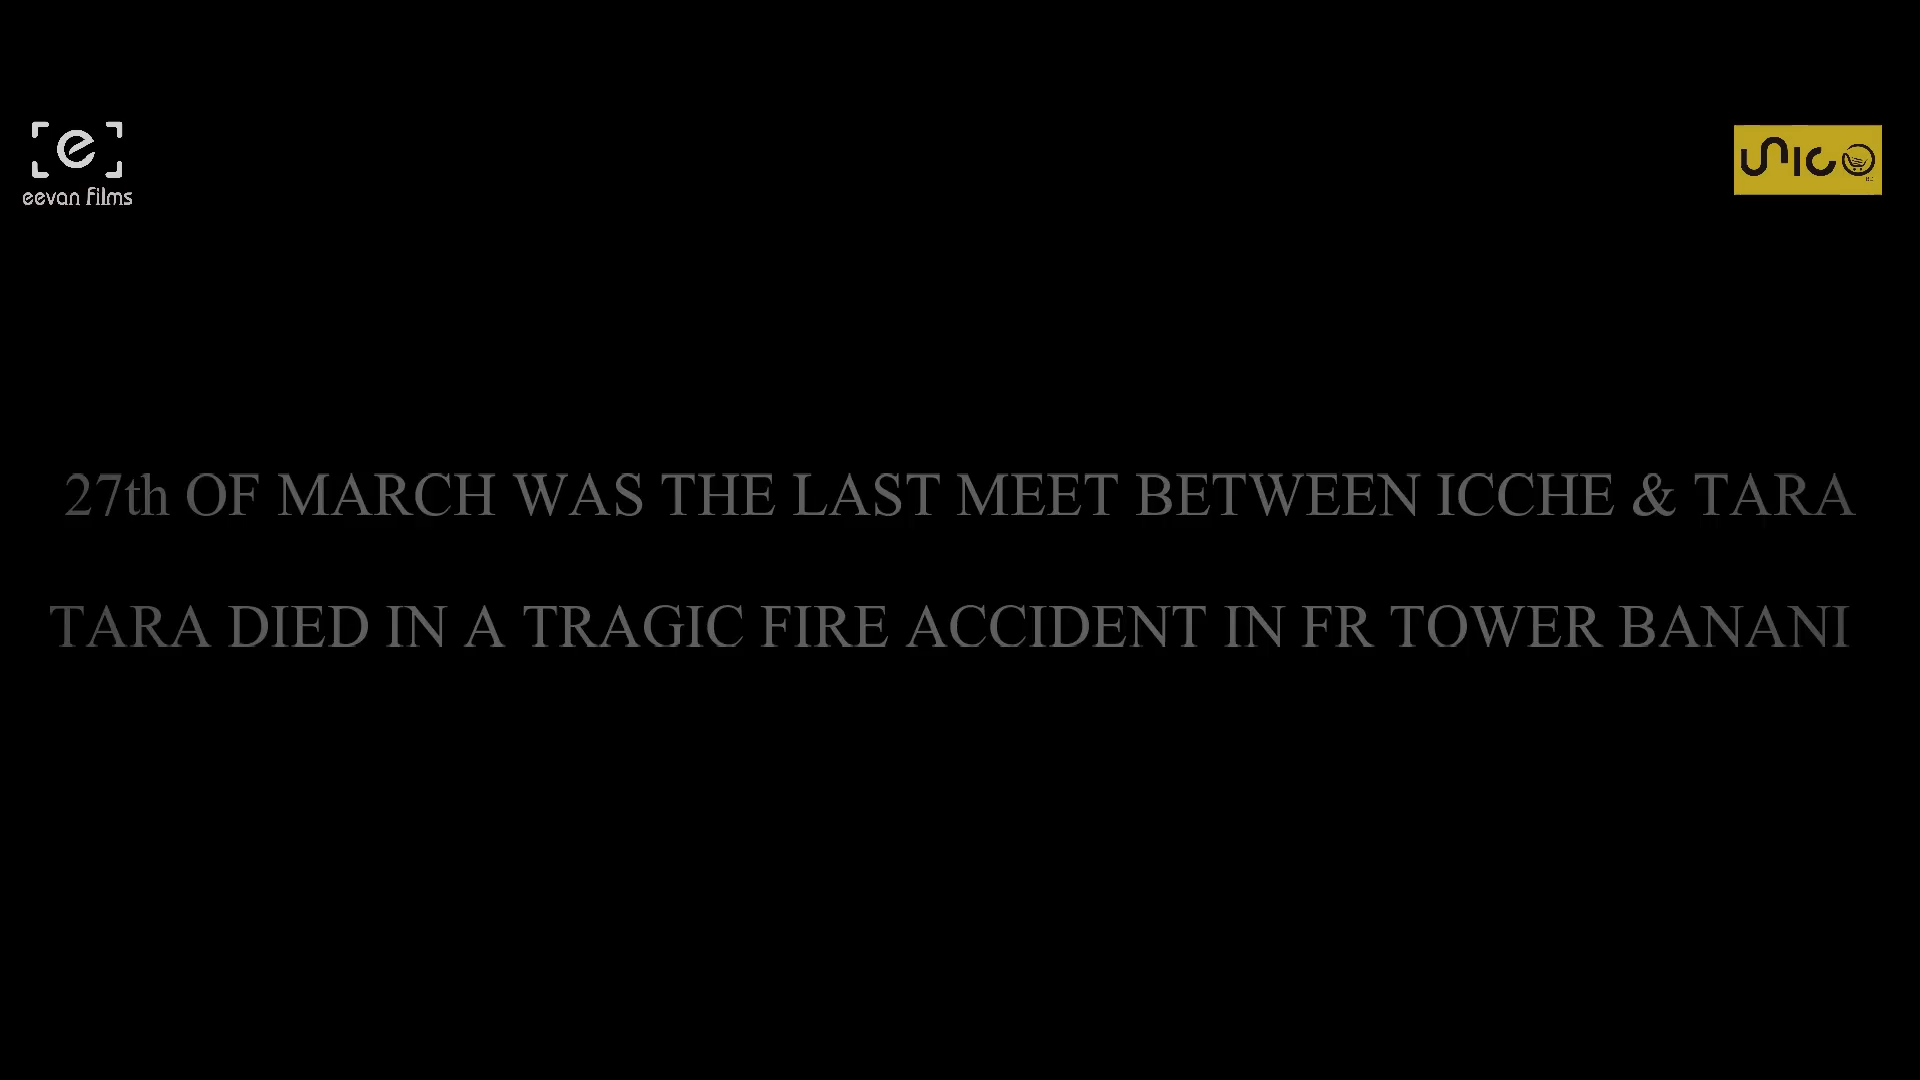 eevan films
UNICO
27th OF MARCH WAS THE LAST MEET BETWEEN ICCHE & TARA
TARA DIED IN A TRAGIC FIRE ACCIDENT IN FR TOWER BANANI